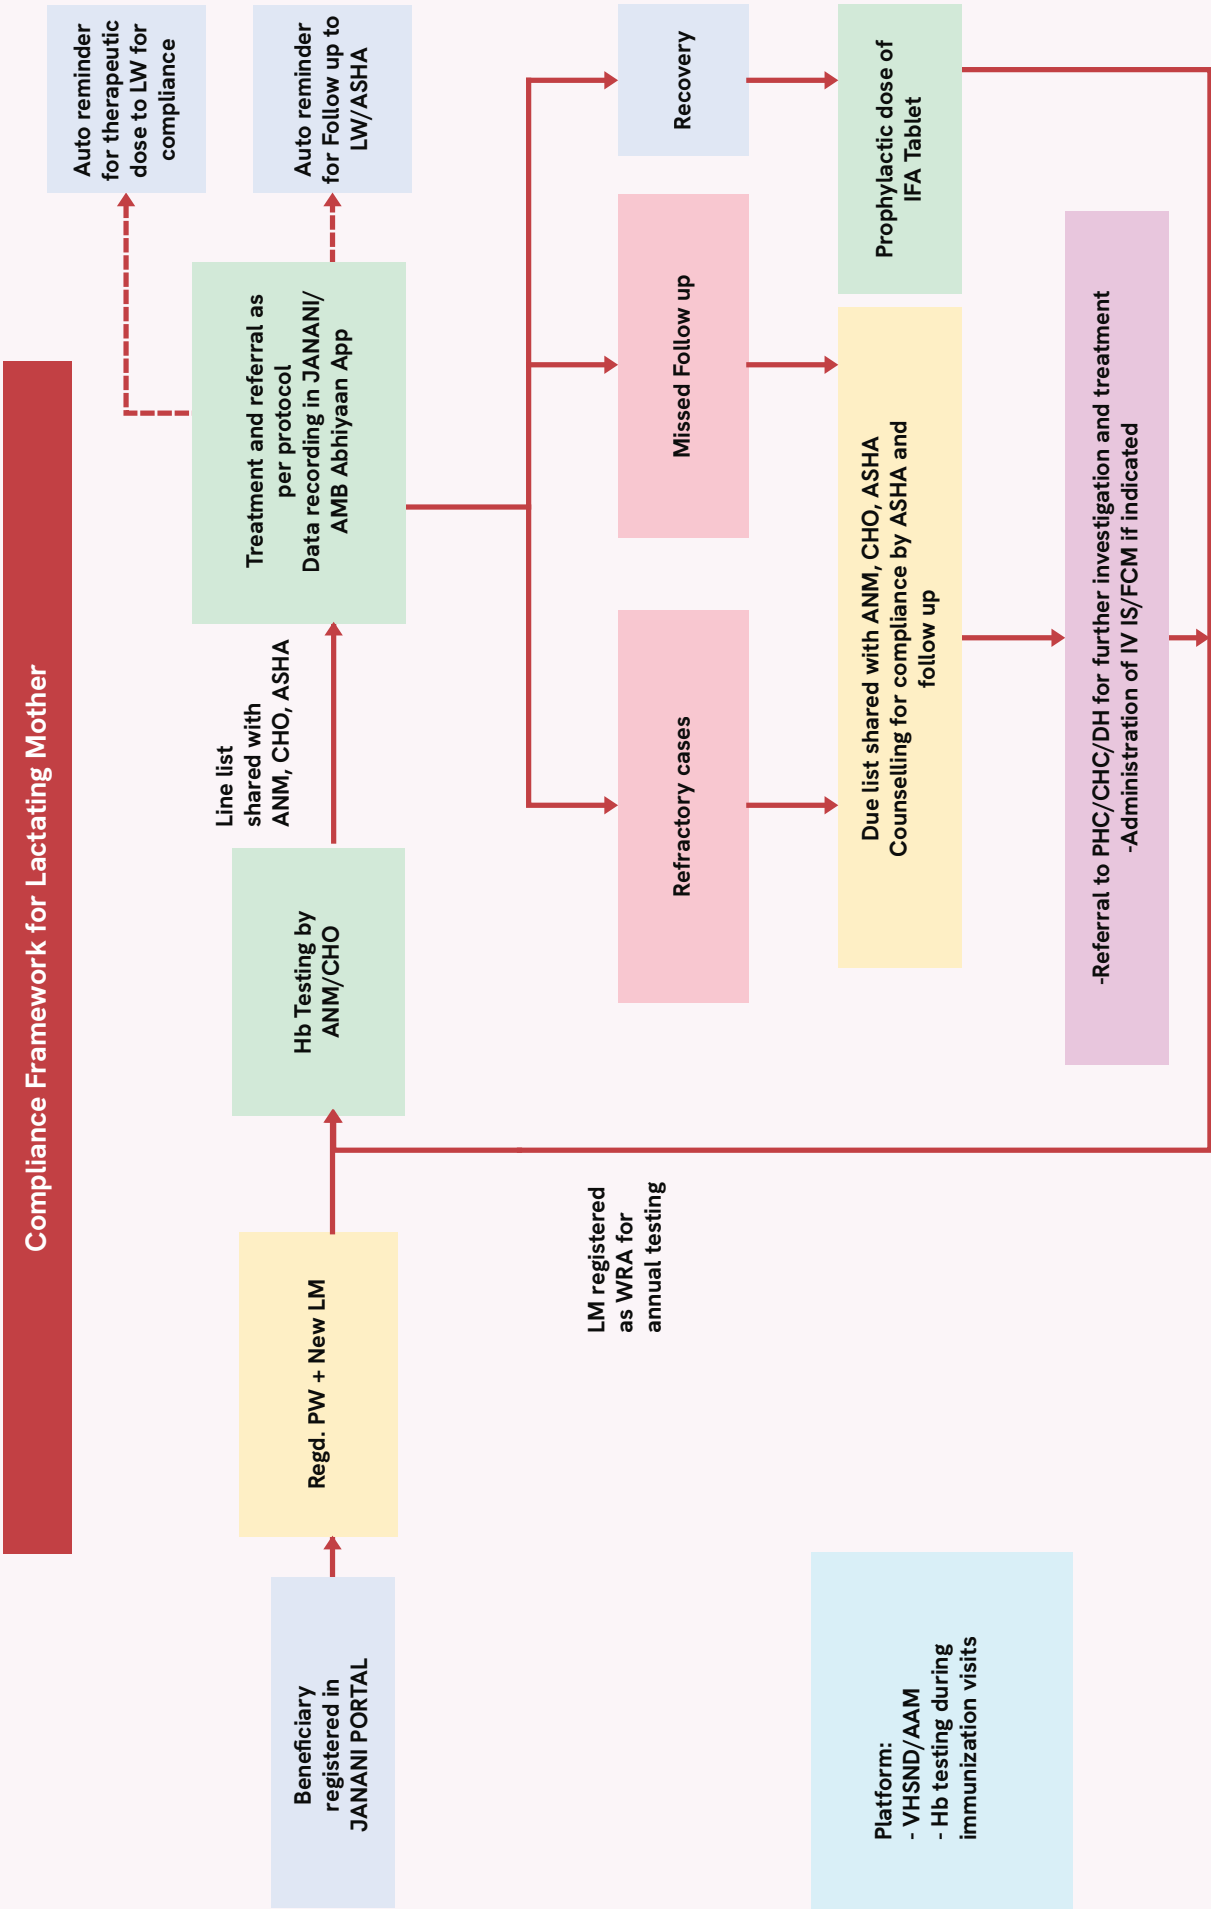 Compliance Framework for Lactating Mother
Beneficiary
registered in
JANANI PORTAL
Regd. PW + New LM
Hb Testing by
ANM/CHO
Line list
shared with
ANM, CHO, ASHA
Treatment and referral as
per protocol
Data recording in JANANI/
AMB Abhiyaan App
Auto reminder
for therapeutic
dose to LW for
compliance
Auto reminder
for Follow up to
LW/ASHA
Refractory cases
Missed Follow up
Recovery
Due list shared with ANM, CHO, ASHA
Counselling for compliance by ASHA and
follow up
Prophylactic dose of
IFA Tablet
-Referral to PHC/CHC/DH for further investigation and treatment
-Administration of IV IS/FCM if indicated
LM registered
as WRA for
annual testing
Platform:
- VHSND/AAM
- Hb testing during
immunization visits